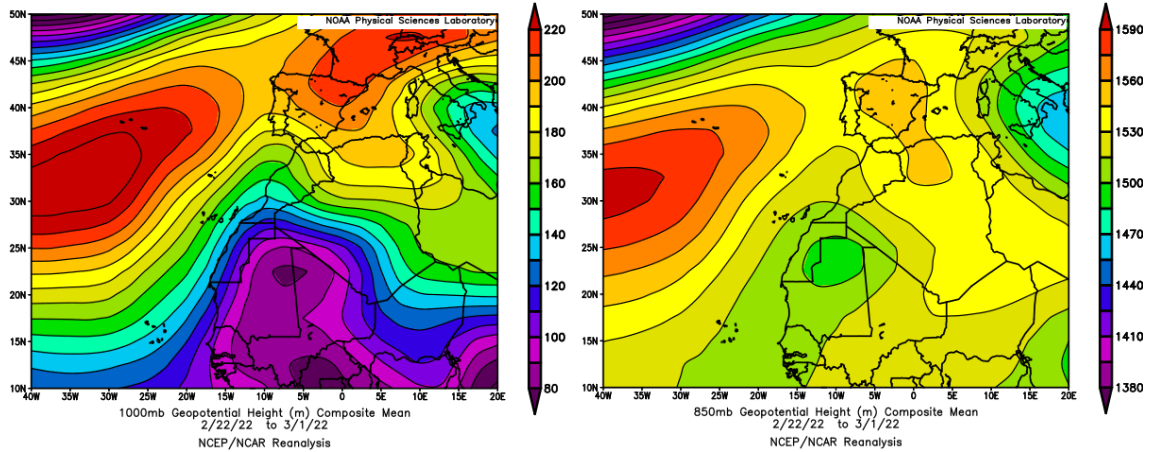 NOAA Physical Sciences Laboratory
220
200
180
160
140
120
100
80
45N
40N
35N
30N
25N
20N
15N
10N
40W 35W 30W 25W 20W 15W 10W 5W 0 5E 10E 15E 20E
1000mb Geopotential Height (m) Composite Mean
2/22/22 to 3/1/22
NCEP/NCAR Reanalysis
NOAA Physical Sciences Laboratory
1590
1560
1530
1500
1470
1440
1410
1380
45N
40N
35N
30N
25N
20N
15N
10N
40W 35W 30W 25W 20W 15W 10W 5W 0 5E 10E 15E 20E
850mb Geopotential Height (m) Composite Mean
2/22/22 to 3/1/22
NCEP/NCAR Reanalysis